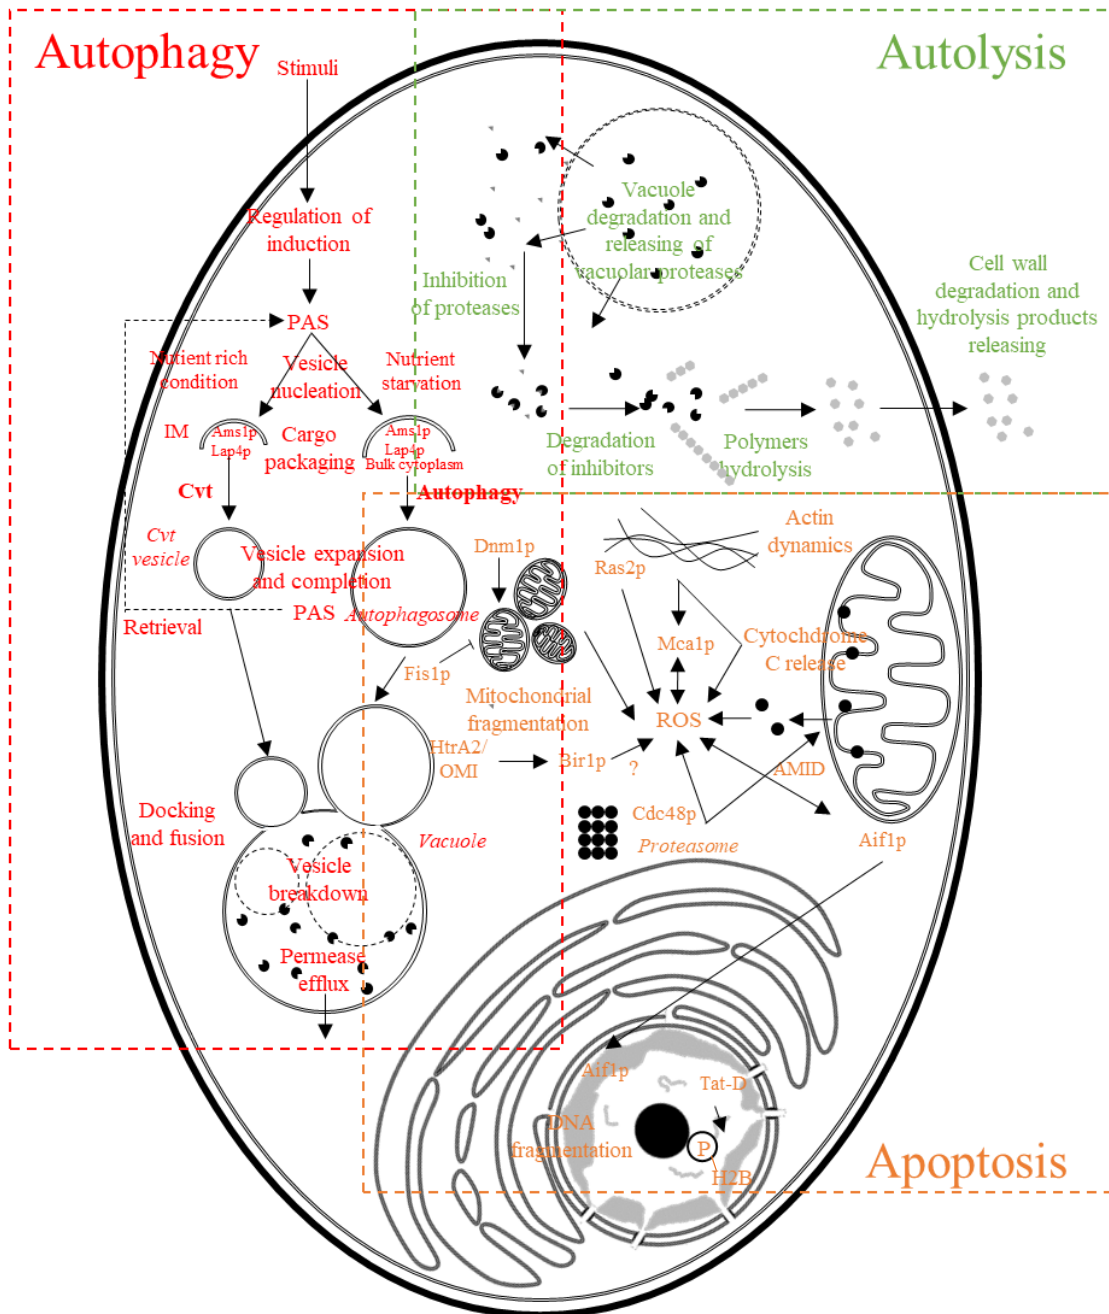 Autophagy
Autolysis
Stimuli
Regulation of
induction
PAS
Nutient rich
condition
Vesicle
nucleation
Nutrient
starvation
IM
Ams1p
Lap4p
Cargo
packaging
Ams1p
Lap4p
Bulk cytoplasm
Cvt
Autophagy
Cvt
vesicle
Vesicle expansion
and completion
PAS
Autophagosome
Retrieval
Docking
and fusion
Vacuole
Vesicle
breakdown
Permease
efflux
Vacuole
degradation and
releasing of
vacuolar proteases
Inhibition
of proteases
Degradation
of inhibitors
Polymers
hydrolysis
Cell wall
degradation and
hydrolysis products
releasing
Dnm1p
Fis1p
Mitochondrial
fragmentation
HtrA2/
OMI
Bir1p
?
Ras2p
Actin
dynamics
Mca1p
Cytochdrome
C release
ROS
AMID
Cdc48p
Proteasome
Aif1p
Aif1p
Tat-D
DNA
fragmentation
P
H2B
Apoptosis